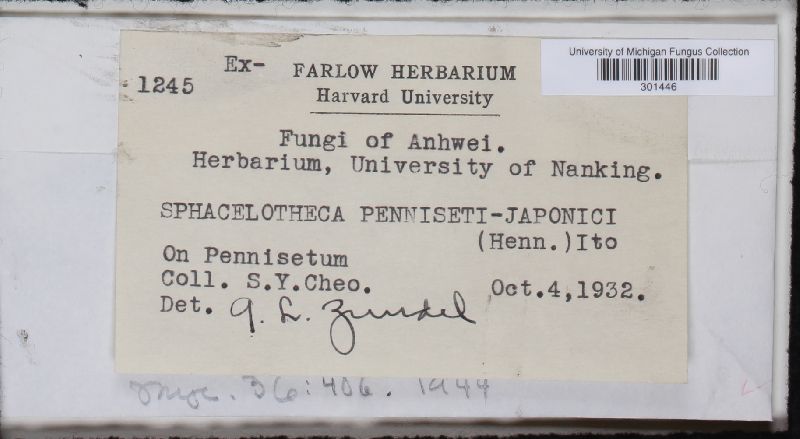 University of Michigan Fungus Collection
301446
1245
Ex- FARLOW HERBARIUM
Harvard University
Fungi of Anhwei.
Herbarium, University of Nanking.
SPHACELOTHECA PENNISETI-JAPONICI
(Henn.)Ito
On Pennisetum
Coll. S.Y.Cheo. Oct.4,1932.
Det. G. L. Zundel
Myc. 36:406. 1944